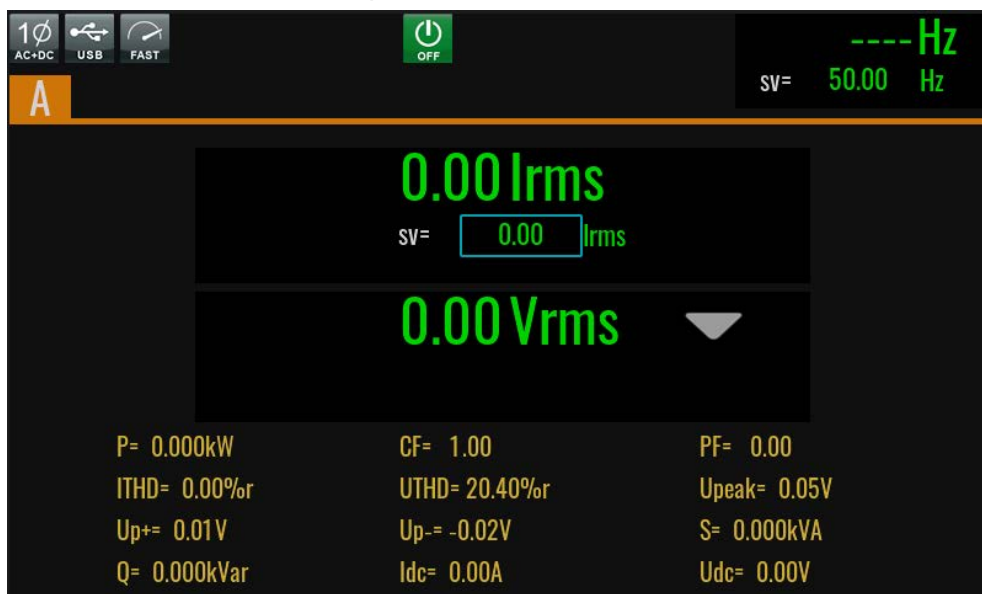 1Ø
AC+DC
USB
FAST
OFF
---- Hz
SV= 50.00 Hz
A
0.00 Irms
SV= 0.00 Irms
0.00 Vrms
P= 0.000kW CF= 1.00 PF= 0.00
ITHD= 0.00%r UTHD= 20.40%r Upeak= 0.05V
Up+= 0.01V Up-= -0.02V S= 0.000kVA
Q= 0.000kVar Idc= 0.00A Udc= 0.00V